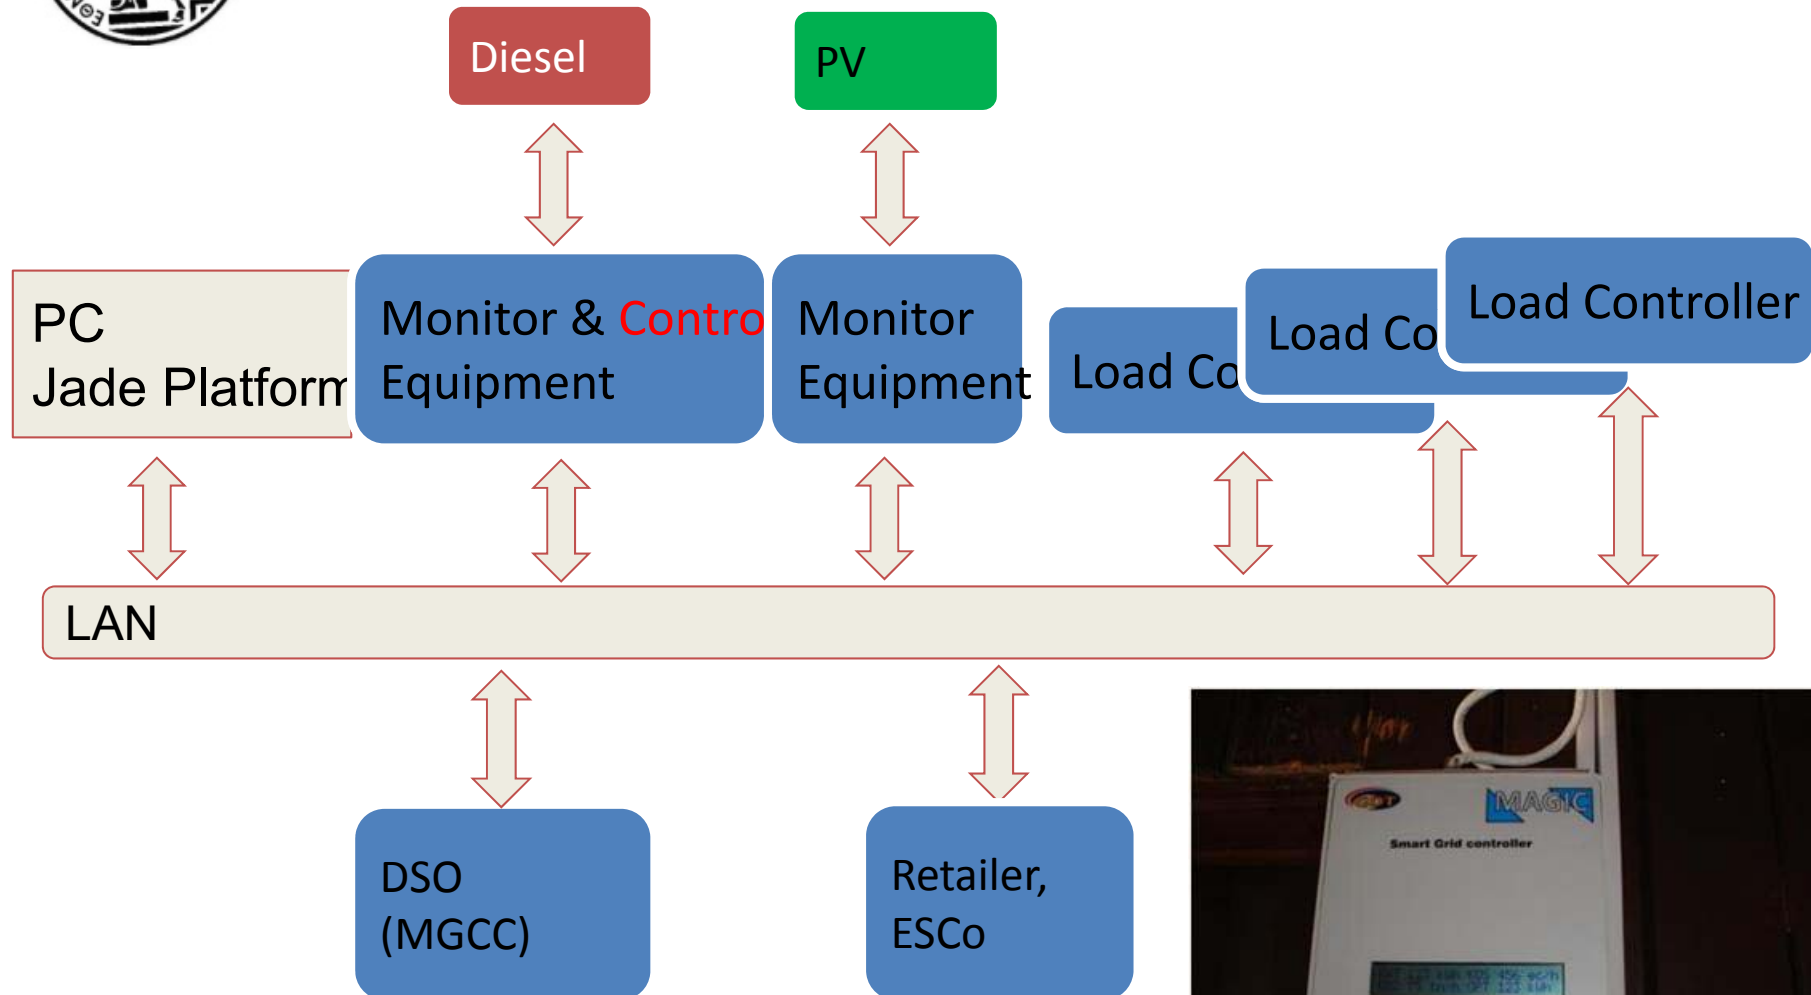 Diesel
PV
PC
Jade Platform
Monitor & Contro
Equipment
Monitor
Equipment
Load Co
Load Co
Load Controller
LAN
DSO
(MGCC)
Retailer,
ESCo
MAGIC
Smart Grid controller